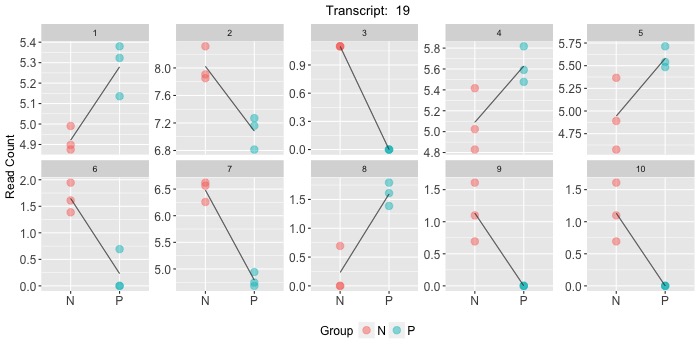 Transcript: 19
1 2 3 4 5
5.4 5.3 5.2 5.1 5.0 4.9
8.0 7.6 7.2 6.8
0.9 0.6 0.3 0.0
5.8 5.6 5.4 5.2 5.0 4.8
5.75 5.50 5.25 5.00 4.75
Read Count
6 7 8 9 10
2.0 1.5 1.0 0.5 0.0
6.5 6.0 5.5 5.0
1.5 1.0 0.5 0.0
1.5 1.0 0.5 0.0
1.5 1.0 0.5 0.0
N P N P N P N P N P
Group N P